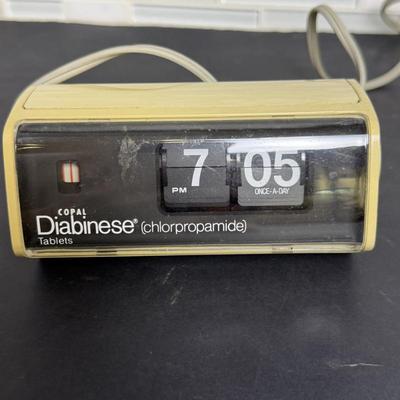 7 05
PM ONCE-A-DAY
COPAL
Diabinese® (chlorpropamide)
Tablets